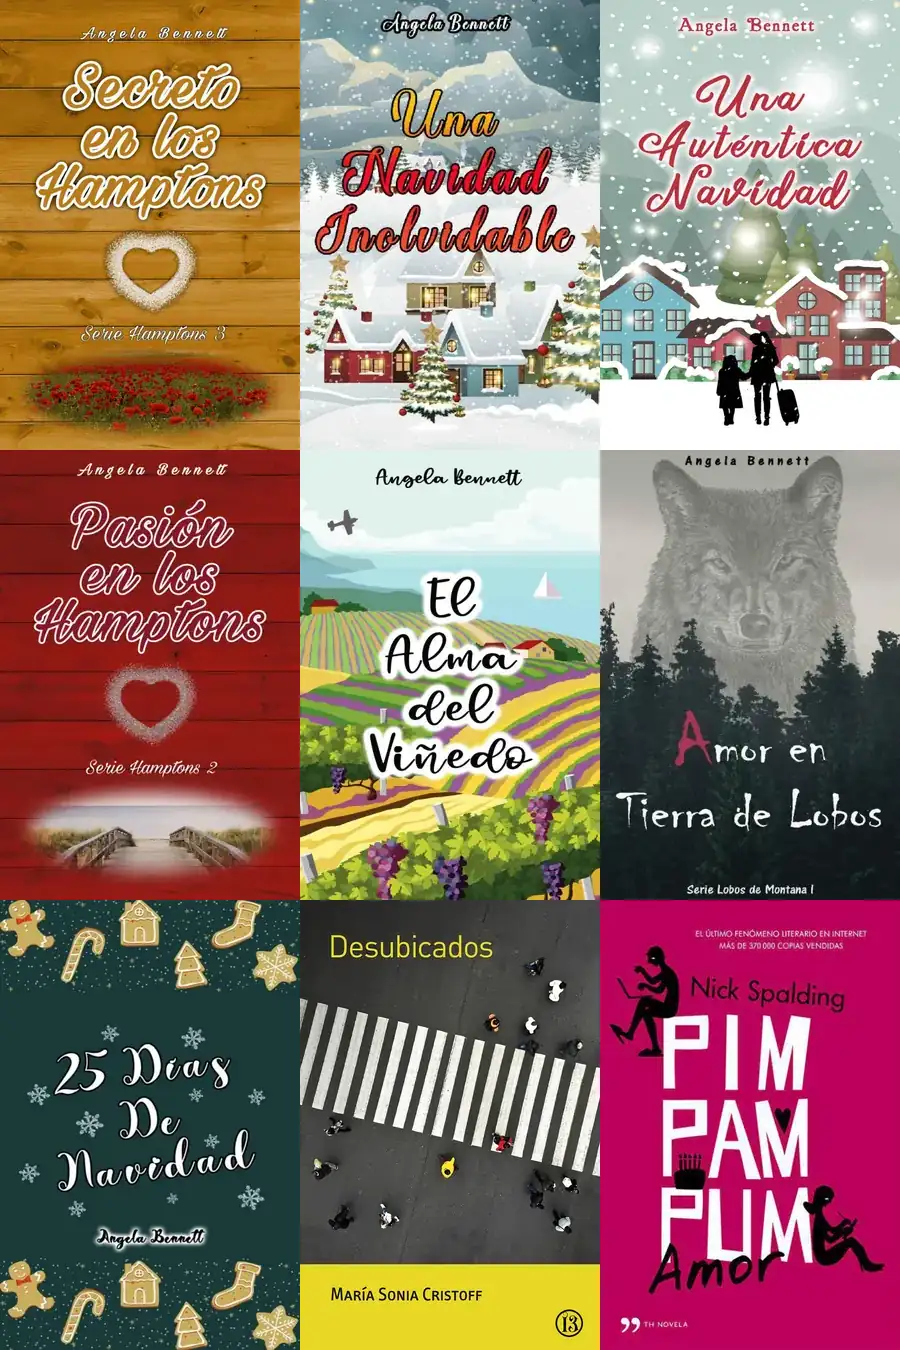 Angela Bennett
Secreto
en los
Hamptons
Serie Hamptons 3
Angela Bennett
Una
Navidad
Inolvidable
Angela Bennett
Una
Auténtica
Navidad
Angela Bennett
Pasión
en los
Hamptons
Serie Hamptons 2
Angela Bennett
El
Alma
del
Viñedo
Angela Bennett
Amor en
Tierra de Lobos
Serie Lobos de Montana I
25 Días
De
Navidad
Angela Bennett
Desubicados
MARÍA SONIA CRISTOFF
13
EL ÚLTIMO FENÓMENO LITERARIO EN INTERNET
MÁS DE 370 000 COPIAS VENDIDAS
Nick Spalding
PIM
PAM
PUM
Amor
TH NOVELA